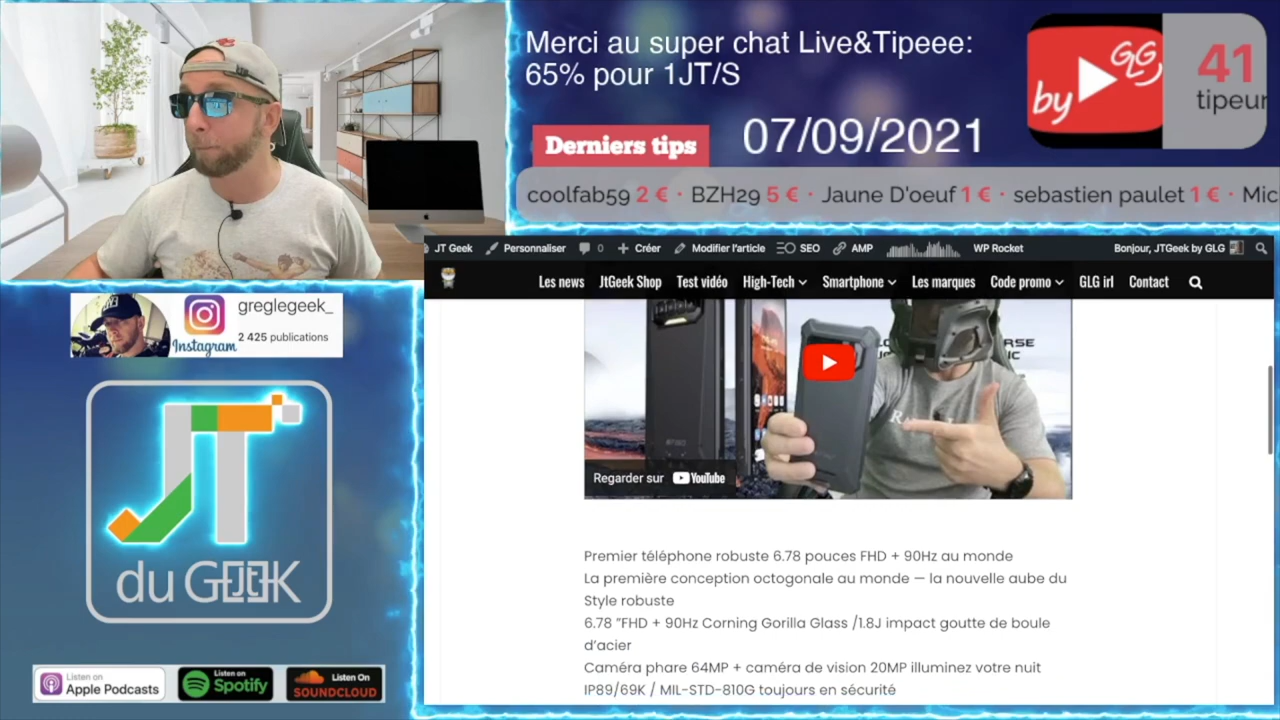 Merci au super chat Live&Tipeee:
65% pour 1JT/S
by GLG
41
tipeur
Derniers tips
07/09/2021
coolfab59 2 € · BZH29 5 € · Jaune D'oeuf 1 € · sebastien paulet 1 € · Mic
JT Geek Personnaliser 0 Créer Modifier l'article SEO AMP WP Rocket Bonjour, JTGeek by GLG
Les news JtGeek Shop Test vidéo High-Tech Smartphone Les marques Code promo GLG irl Contact
greglegeek_
Instagram
2 425 publications
Regarder sur YouTube
JT
du GEEK
Premier téléphone robuste 6.78 pouces FHD + 90Hz au monde
La première conception octogonale au monde — la nouvelle aube du
Style robuste
6.78 "FHD + 90Hz Corning Gorilla Glass /1.8J impact goutte de boule
d'acier
Caméra phare 64MP + caméra de vision 20MP illuminez votre nuit
IP89/69K / MIL-STD-810G toujours en sécurité
Listen on
Apple Podcasts
Listen on
Spotify
Listen On
SOUNDCLOUD